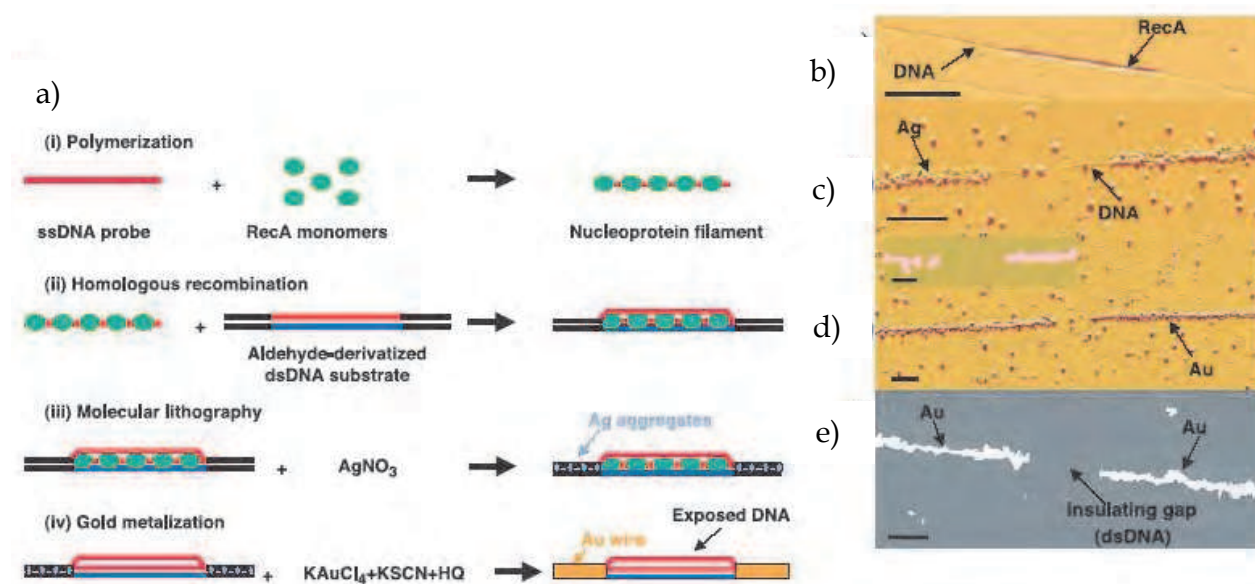 a)
(i) Polymerization
+
ssDNA probe
RecA monomers
Nucleoprotein filament
(ii) Homologous recombination
+
Aldehyde-derivatized
dsDNA substrate
(iii) Molecular lithography
Ag aggregates
+
AgNO3
(iv) Gold metalization
Exposed DNA
Au wire
+
KAuCl4+KSCN+HQ
b)
RecA
DNA
c)
Ag
DNA
d)
Au
e)
Au
Au
insulating gap
(dsDNA)